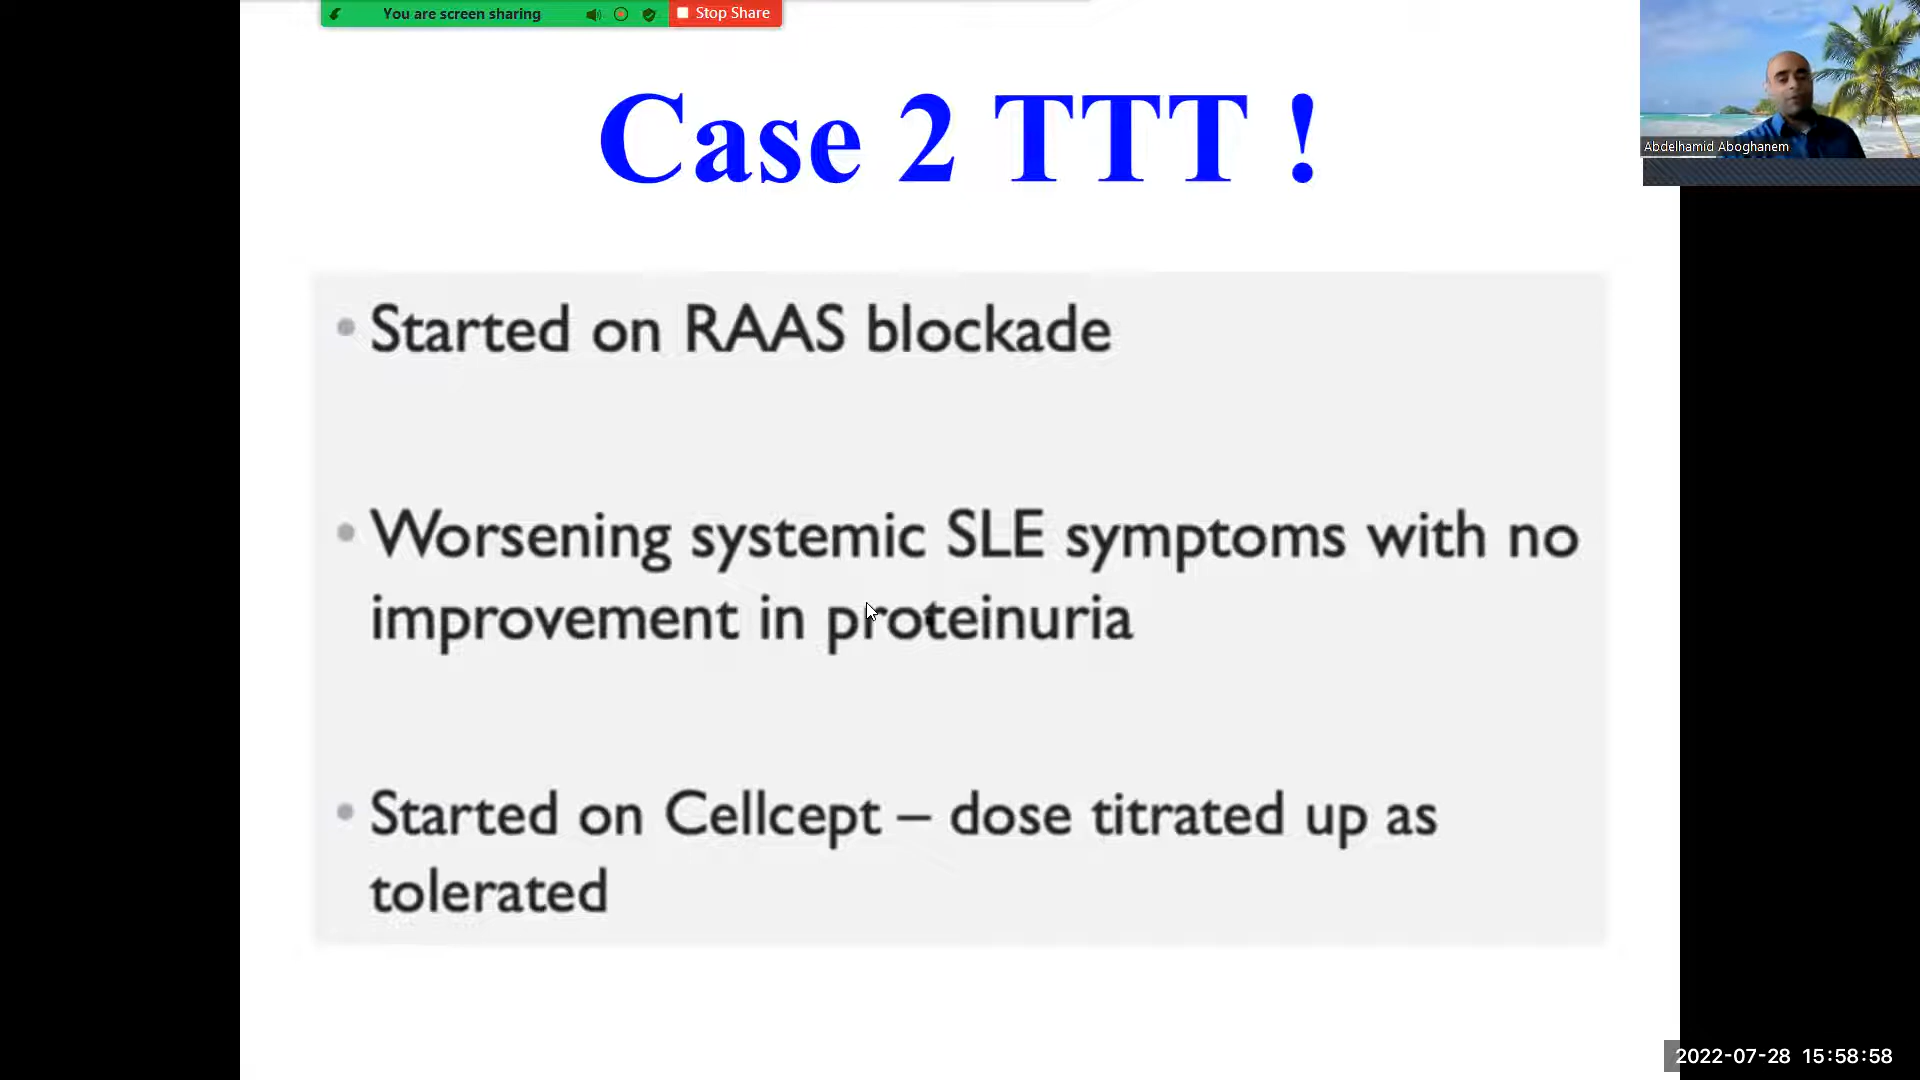 You are screen sharing
Stop Share
Case 2 TTT !
Abdelhamid Aboghanem
• Started on RAAS blockade
• Worsening systemic SLE symptoms with no
improvement in proteinuria
• Started on Cellcept – dose titrated up as
tolerated
2022-07-28 15:58:58